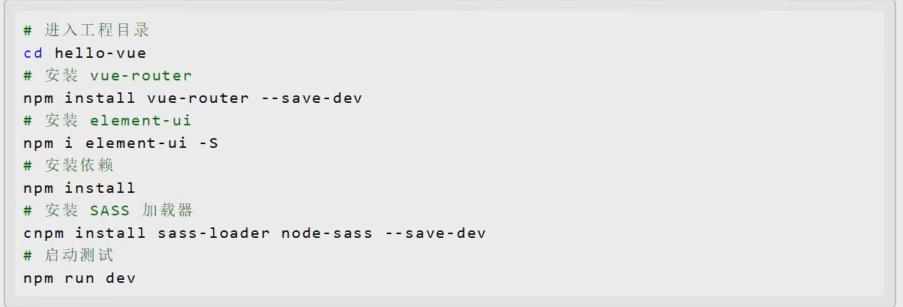 # 进入工程目录
cd hello-vue
# 安装 vue-router
npm install vue-router --save-dev
# 安装 element-ui
npm i element-ui -S
# 安装依赖
npm install
# 安装 SASS 加载器
cnpm install sass-loader node-sass --save-dev
# 启动测试
npm run dev